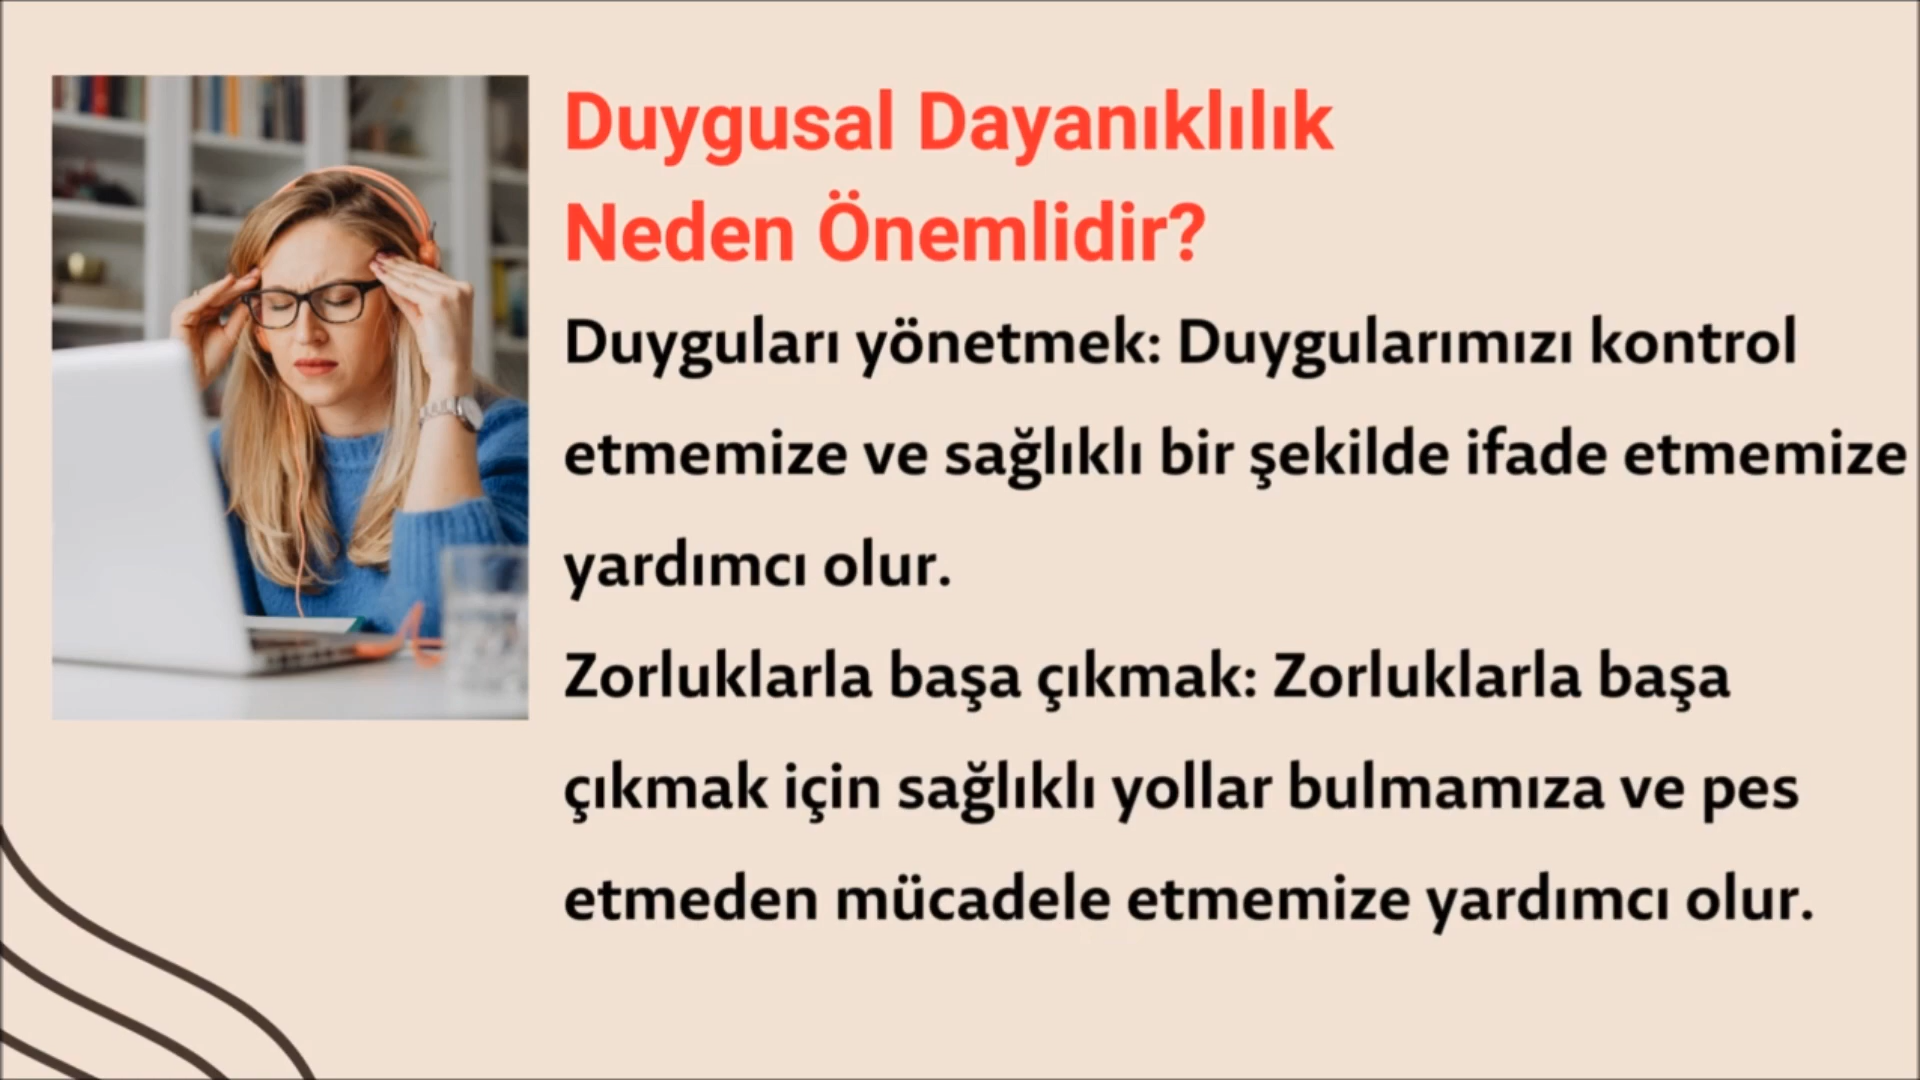 Duygusal Dayanıklılık
Neden Önemlidir?
Duyguları yönetmek: Duygularımızı kontrol
etmemize ve sağlıklı bir şekilde ifade etmemize
yardımcı olur.
Zorluklarla başa çıkmak: Zorluklarla başa
çıkmak için sağlıklı yollar bulmamıza ve pes
etmeden mücadele etmemize yardımcı olur.